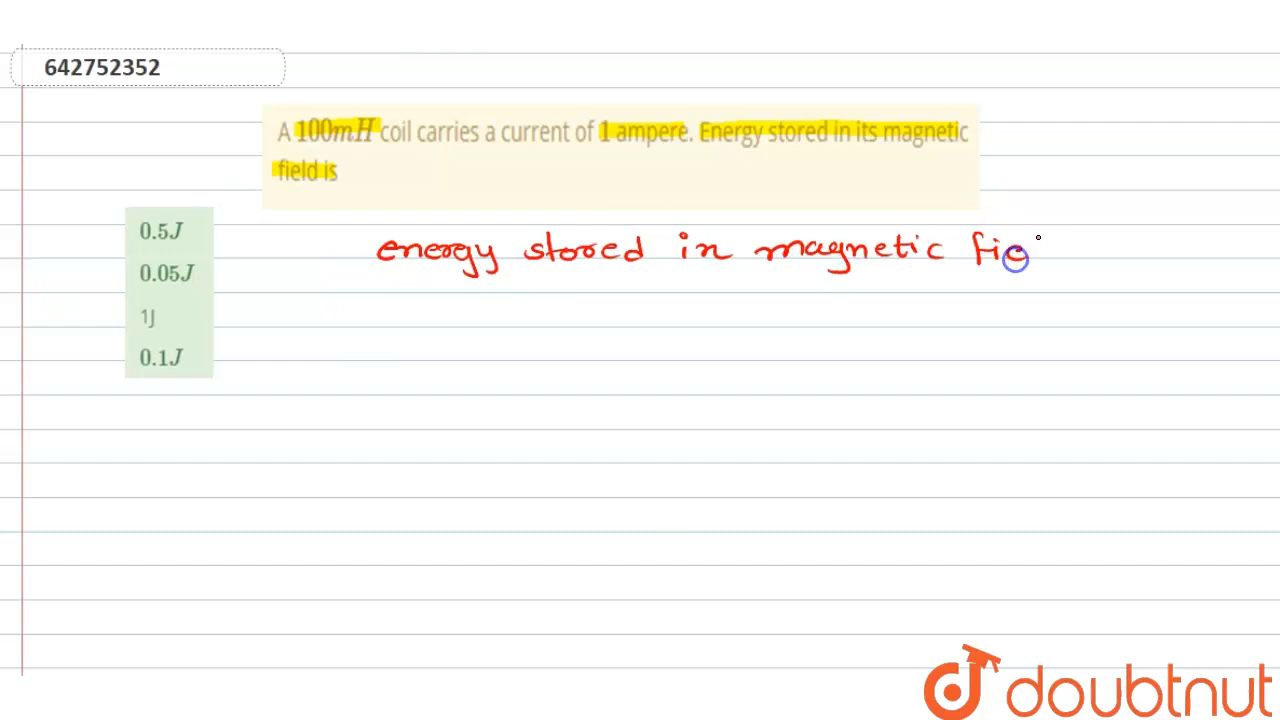 642752352
A 100mH coil carries a current of 1 ampere. Energy stored in its magnetic
field is
0.5J
0.05J
1J
0.1J
energy stored in magnetic fie
doubtnut